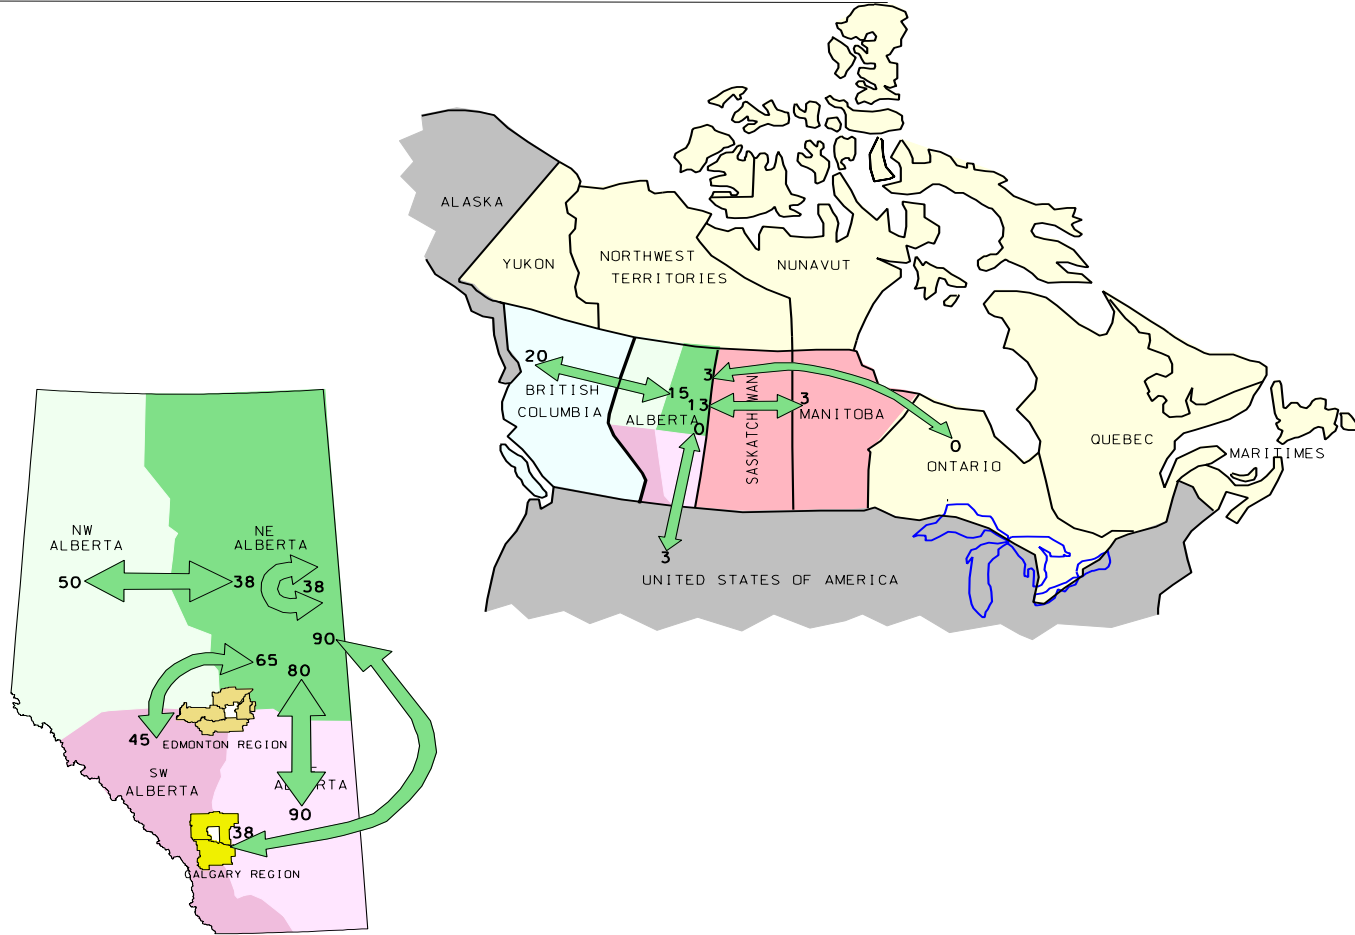 ALASKA
YUKON
NORTHWEST
TERRITORIES
NUNAVUT
20
BRITISH
COLUMBIA
15
3
13
ALBERTA
0
SASKATCHEWAN
3
MANITOBA
0
ONTARIO
QUEBEC
MARITIMES
3
UNITED STATES OF AMERICA
NW
ALBERTA
NE
ALBERTA
50
38
38
90
65
80
45
EDMONTON REGION
SW
ALBERTA
ALBERTA
90
38
CALGARY REGION